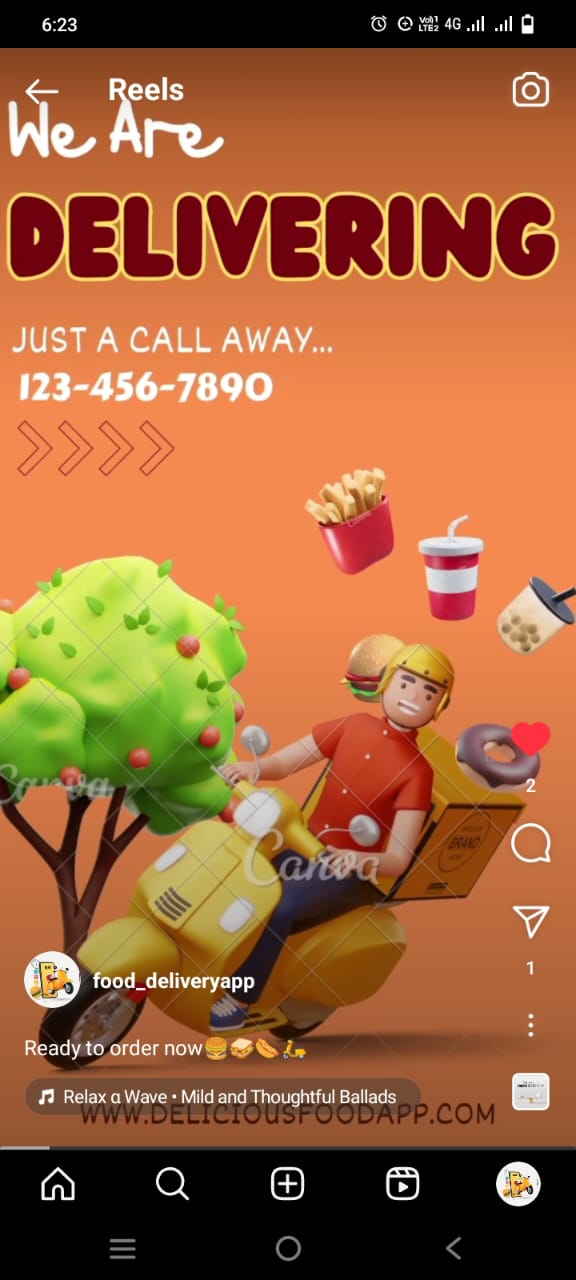 6:23
Vo)) LTE2 4G
Reels
We Are
DELIVERING
JUST A CALL AWAY...
123-456-7890
Canva
Canva
BRAND
Canva
2
1
food_deliveryapp
Ready to order now🍔🥪🌭🛵
Relax α Wave • Mild and Thoughtful Ballads
WWW.DELICIOUSFOODAPP.COM